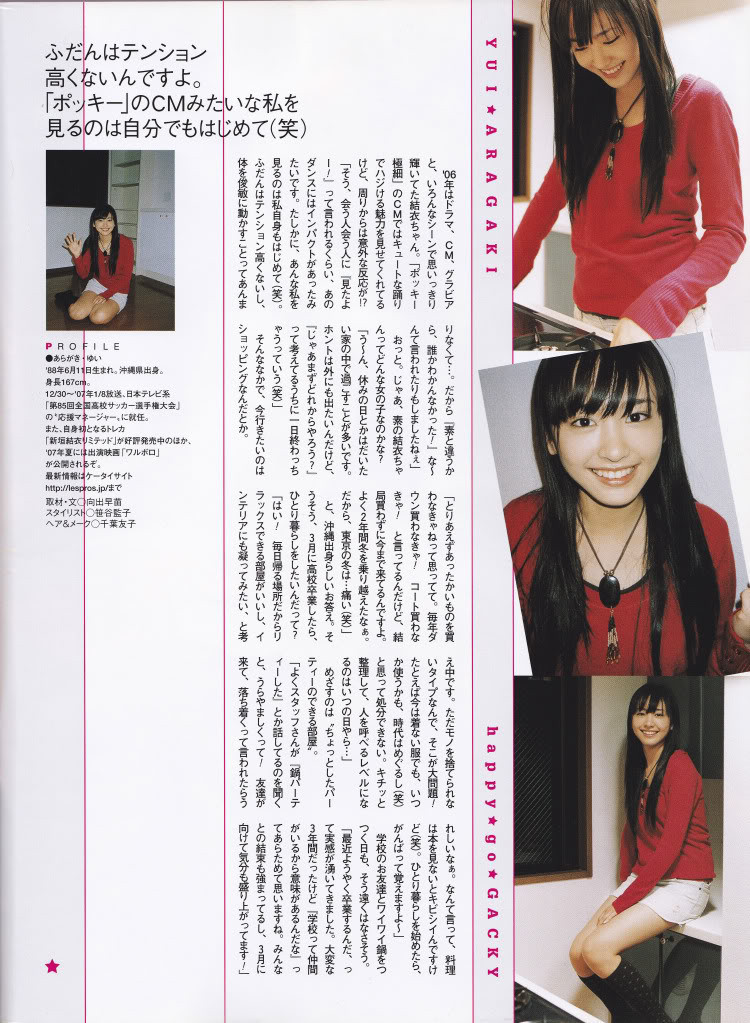 ふだんはテンション
高くないんですよ。
「ポッキー」のCMみたいな私を
見るのは自分でもはじめて(笑)
YUI★ARAGAKI
'06年はドラマ、CM、グラビア
と、いろんなシーンで思いっきり
輝いてた結衣ちゃん。「ポッキー
極細」のCMではキュートな踊り
でハジける魅力を見せてくれてる
けど、周りからは意外な反応が!?
「そう、会う人会う人に『見たよ
ー!』って言われるくらい、あの
ダンスにはインパクトがあったみ
たいです。たしかに、あんな私を
見るのは私自身もはじめて(笑)。
ふだんはテンション高くないし、
体を俊敏に動かすことってあんま
りなくて…。だから『素と違うか
ら、誰かわかんなかった!』な〜
んて言われたりもしましたねぇ」
おっと。じゃあ、素の結衣ちゃ
んってどんな女の子なのかな?
「う〜ん、休みの日とかはだいた
い家の中で過ごすことが多いです。
ホントは外にも出たいんだけど、
『じゃあまずどれからやろう?』
って考えてるうちに一日終わっち
ゃうっていう(笑)」
そんななかで、今行きたいのは
ショッピングなんだとか。
「とりあえずあったかいものを買
わなきゃねって思ってて。毎年ダ
ウン買わなきゃ! コート買わな
きゃ! と言ってるんだけど、結
局買わずに今まで来てるんですよ。
よく2年間冬を乗り越えたなぁ。
だから、東京の冬は…痛い(笑)」
と、沖縄出身らしいお答え。そ
うそう、3月に高校卒業したら、
ひとり暮らしをしたいんだって?
「はい! 毎日帰る場所だからリ
ラックスできる部屋がいいし、イ
ンテリアにも凝ってみたい、と考
え中です。ただモノを捨てられな
いタイプなんで、そこが大問題!
たとえば今は着ない服でも、いつ
か使うかも、時代はめぐるし(笑)
と思って処分できない。キチッと
整理して、人を呼べるレベルにな
るのはいつの日やら…」
めざすのは〝ちょっとしたパー
ティーのできる部屋〟。
「よくスタッフさんが『鍋パーテ
ィーした』とか話してるのを聞く
と、うらやましくって! 友達が
来て、落ち着くって言われたらう
れしいなぁ。なんて言って、料理
は本を見ないとキビシイんですけ
ど(笑)。ひとり暮らしを始めたら、
がんばって覚えますよ〜」
学校のお友達とワイワイ鍋をつ
つく日も、そう遠くはなさそう。
「最近ようやく卒業するんだ、っ
て実感が湧いてきました。大変な
3年間だったけど『学校って仲間
がいるから意味があるんだな』っ
てあらためて思いますね。みんな
との結束も強まってるし、3月に
向けて気分も盛り上がってます!」
PROFILE
●あらがき・ゆい
'88年6月11日生まれ。沖縄県出身。
身長167cm。
12/30〜'07年1/8放送、日本テレビ系
「第85回全国高校サッカー選手権大会」
の〝応援マネージャー〟に就任。
また、自身初となるトレカ
「新垣結衣リミテッド」が好評発売中のほか、
'07年夏には出演映画「ワルボロ」
が公開されるぞ。
最新情報はケータイサイト
http://lespros.jp/まで
取材・文○向出早苗
スタイリスト○笹谷藍子
ヘア&メーク○千葉友子
happy★go★GACKY